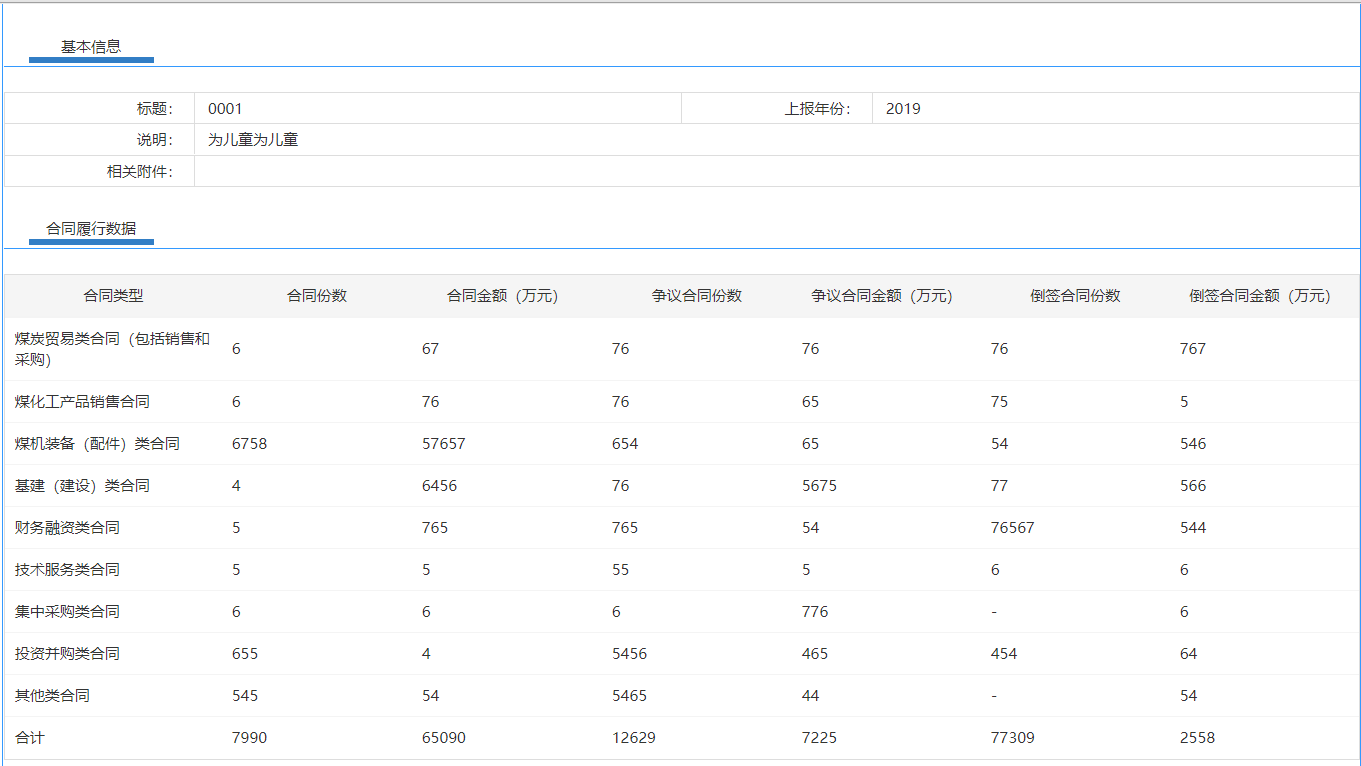 基本信息
标题： 0001 上报年份： 2019
说明： 为儿童为儿童
相关附件：
合同履行数据
合同类型 合同份数 合同金额（万元） 争议合同份数 争议合同金额（万元） 倒签合同份数 倒签合同金额（万元）
煤炭贸易类合同（包括销售和
采购） 6 67 76 76 76 767
煤化工产品销售合同 6 76 76 65 75 5
煤机装备（配件）类合同 6758 57657 654 65 54 546
基建（建设）类合同 4 6456 76 5675 77 566
财务融资类合同 5 765 765 54 76567 544
技术服务类合同 5 5 55 5 6 6
集中采购类合同 6 6 6 776 - 6
投资并购类合同 655 4 5456 465 454 64
其他类合同 545 54 5465 44 - 54
合计 7990 65090 12629 7225 77309 2558